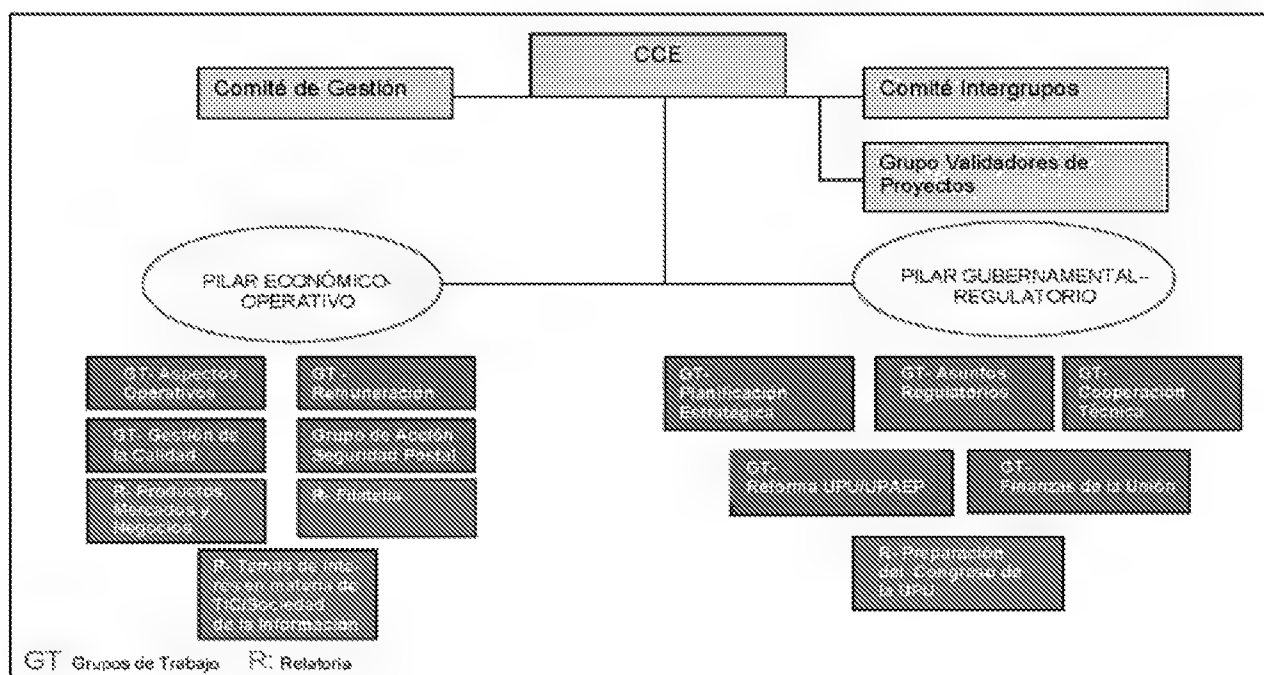 CCE
Comité de Gestión
Comité Intergrupos
Grupo Validadores de
Proyectos
PILAR ECONÓMICO-
OPERATIVO
PILAR GUBERNAMENTAL-
REGULATORIO
GT: Aspectos
Operativos
GT.:
Remuneración
GT: Gestión de
la Calidad
Grupo de Acción
Seguridad Postal
R: Productos,
Mercados y
Negocios
R: Filatelia
R: Temas de
en materia de
TIC/Sociedad
de la Información
GT.:
Planificación
Estratégica
GT: Asuntos
Regulatorios
GT:
Cooperación
Técnica
GT.:
Reforma UPU/UPAEP
GT:
Finanzas de la Unión
R: Preparación
del Congreso de
la UPU
GT Grupos de Trabajo R: Relatoría